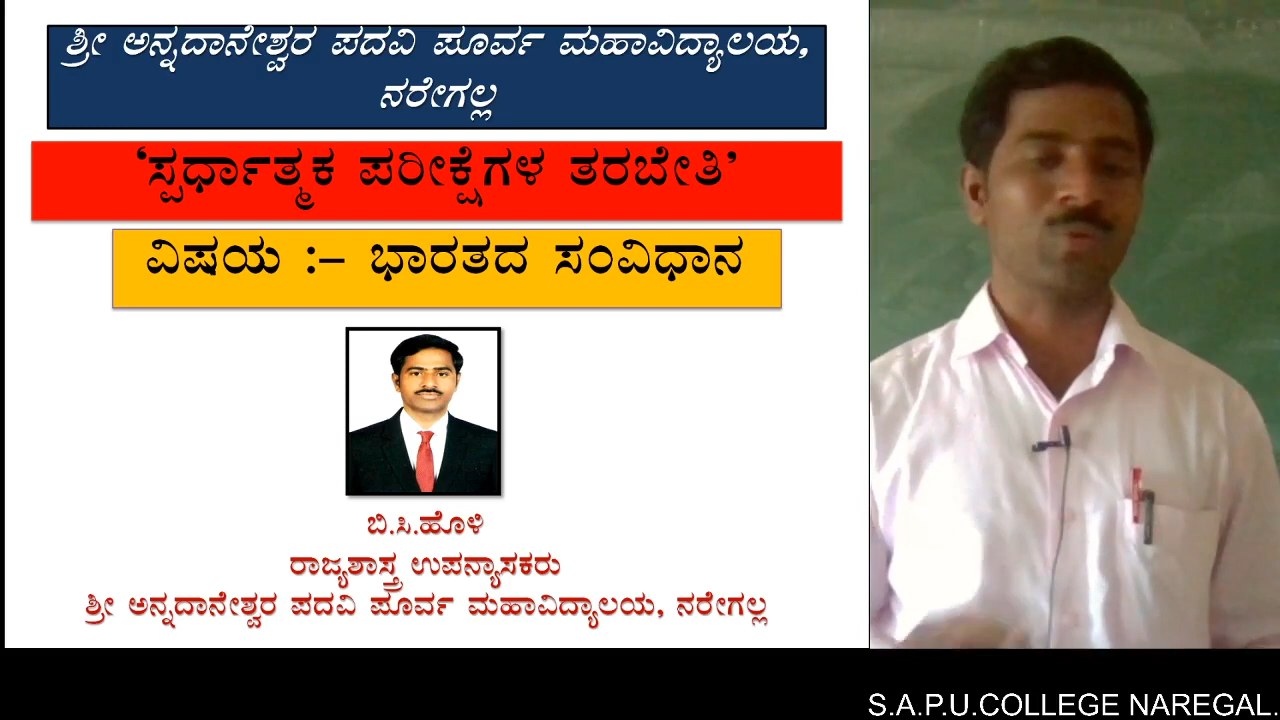 ಶ್ರೀ ಅನ್ನದಾನೇಶ್ವರ ಪದವಿ ಪೂರ್ವ ಮಹಾವಿದ್ಯಾಲಯ,
ನರೇಗಲ್ಲ
‘ಸ್ಪರ್ಧಾತ್ಮಕ ಪರೀಕ್ಷೆಗಳ ತರಬೇತಿ’
ವಿಷಯ :– ಭಾರತದ ಸಂವಿಧಾನ
ಬಿ.ಸಿ.ಹೊಳಿ
ರಾಜ್ಯಶಾಸ್ತ್ರ ಉಪನ್ಯಾಸಕರು
ಶ್ರೀ ಅನ್ನದಾನೇಶ್ವರ ಪದವಿ ಪೂರ್ವ ಮಹಾವಿದ್ಯಾಲಯ, ನರೇಗಲ್ಲ
S.A.P.U.COLLEGE NAREGAL.